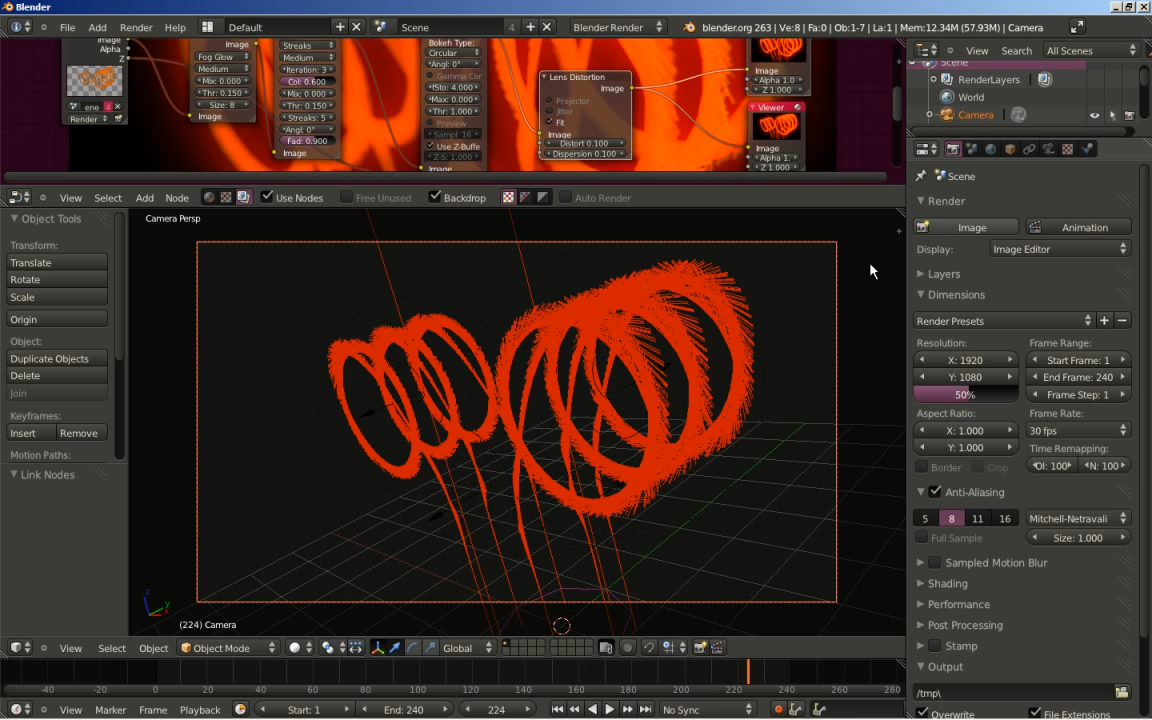 Blender
File Add Render Help Default Scene 4 Blender Render blender.org 263 | Ve:8 | Fa:0 | Ob:1-7 | La:1 | Mem:12.34M (57.93M) | Camera
Image
Alpha
Z
ene 4
Render
Image
Fog Glow
Medium
Mix: 0.000
Thr: 0.150
Size: 8
Image
Streaks
Medium
Iteration: 3
Col: 0.600
Mix: 0.000
Thr: 0.150
Streaks: 5
Angl: 0°
Fad: 0.900
Image
Bokeh Type:
Circular
Angl: 0°
Gamma Cor
fSto: 4.000
Max: 0.000
Thr: 1.000
Preview
Sampl: 16
Use Z-Buffe
Z-S: 1.000
Image
Lens Distortion
Image
Projector
Jitter
Fit
Image
Distort 0.100
Dispersion 0.100
Image
Alpha 1.0
Z 1.000
Viewer
Image
Alpha 1.
Z 1.000
View Select Add Node Use Nodes Free Unused Backdrop Auto Render
Object Tools
Transform:
Translate
Rotate
Scale
Origin
Object:
Duplicate Objects
Delete
Join
Keyframes:
Insert Remove
Motion Paths:
Link Nodes
Camera Persp
(224) Camera
View Select Object Object Mode Global
-40 -20 0 20 40 60 80 100 120 140 160 180 200 220 240 260 280
View Marker Frame Playback Start: 1 End: 240 224 No Sync
View Search All Scenes
Scene
RenderLayers
World
Camera
Scene
Render
Image Animation
Display: Image Editor
Layers
Dimensions
Render Presets
Resolution: Frame Range:
X: 1920 Start Frame: 1
Y: 1080 End Frame: 240
50% Frame Step: 1
Aspect Ratio: Frame Rate:
X: 1.000 30 fps
Y: 1.000 Time Remapping:
Border Crop Ol: 100 N: 100
Anti-Aliasing
5 8 11 16 Mitchell-Netravali
Full Sample Size: 1.000
Sampled Motion Blur
Shading
Performance
Post Processing
Stamp
Output
/tmp\
Overwrite File Extensions